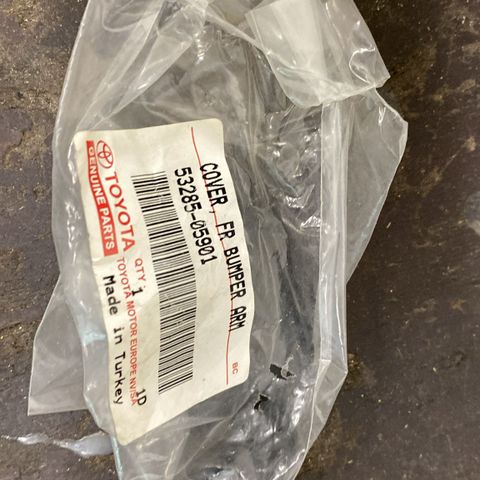 COVER, FR BUMPER ARM
53285-05901
BC
TOYOTA
GENUINE PARTS
QTY 1
1D
TOYOTA MOTOR EUROPE NV/SA
Made in Turkey